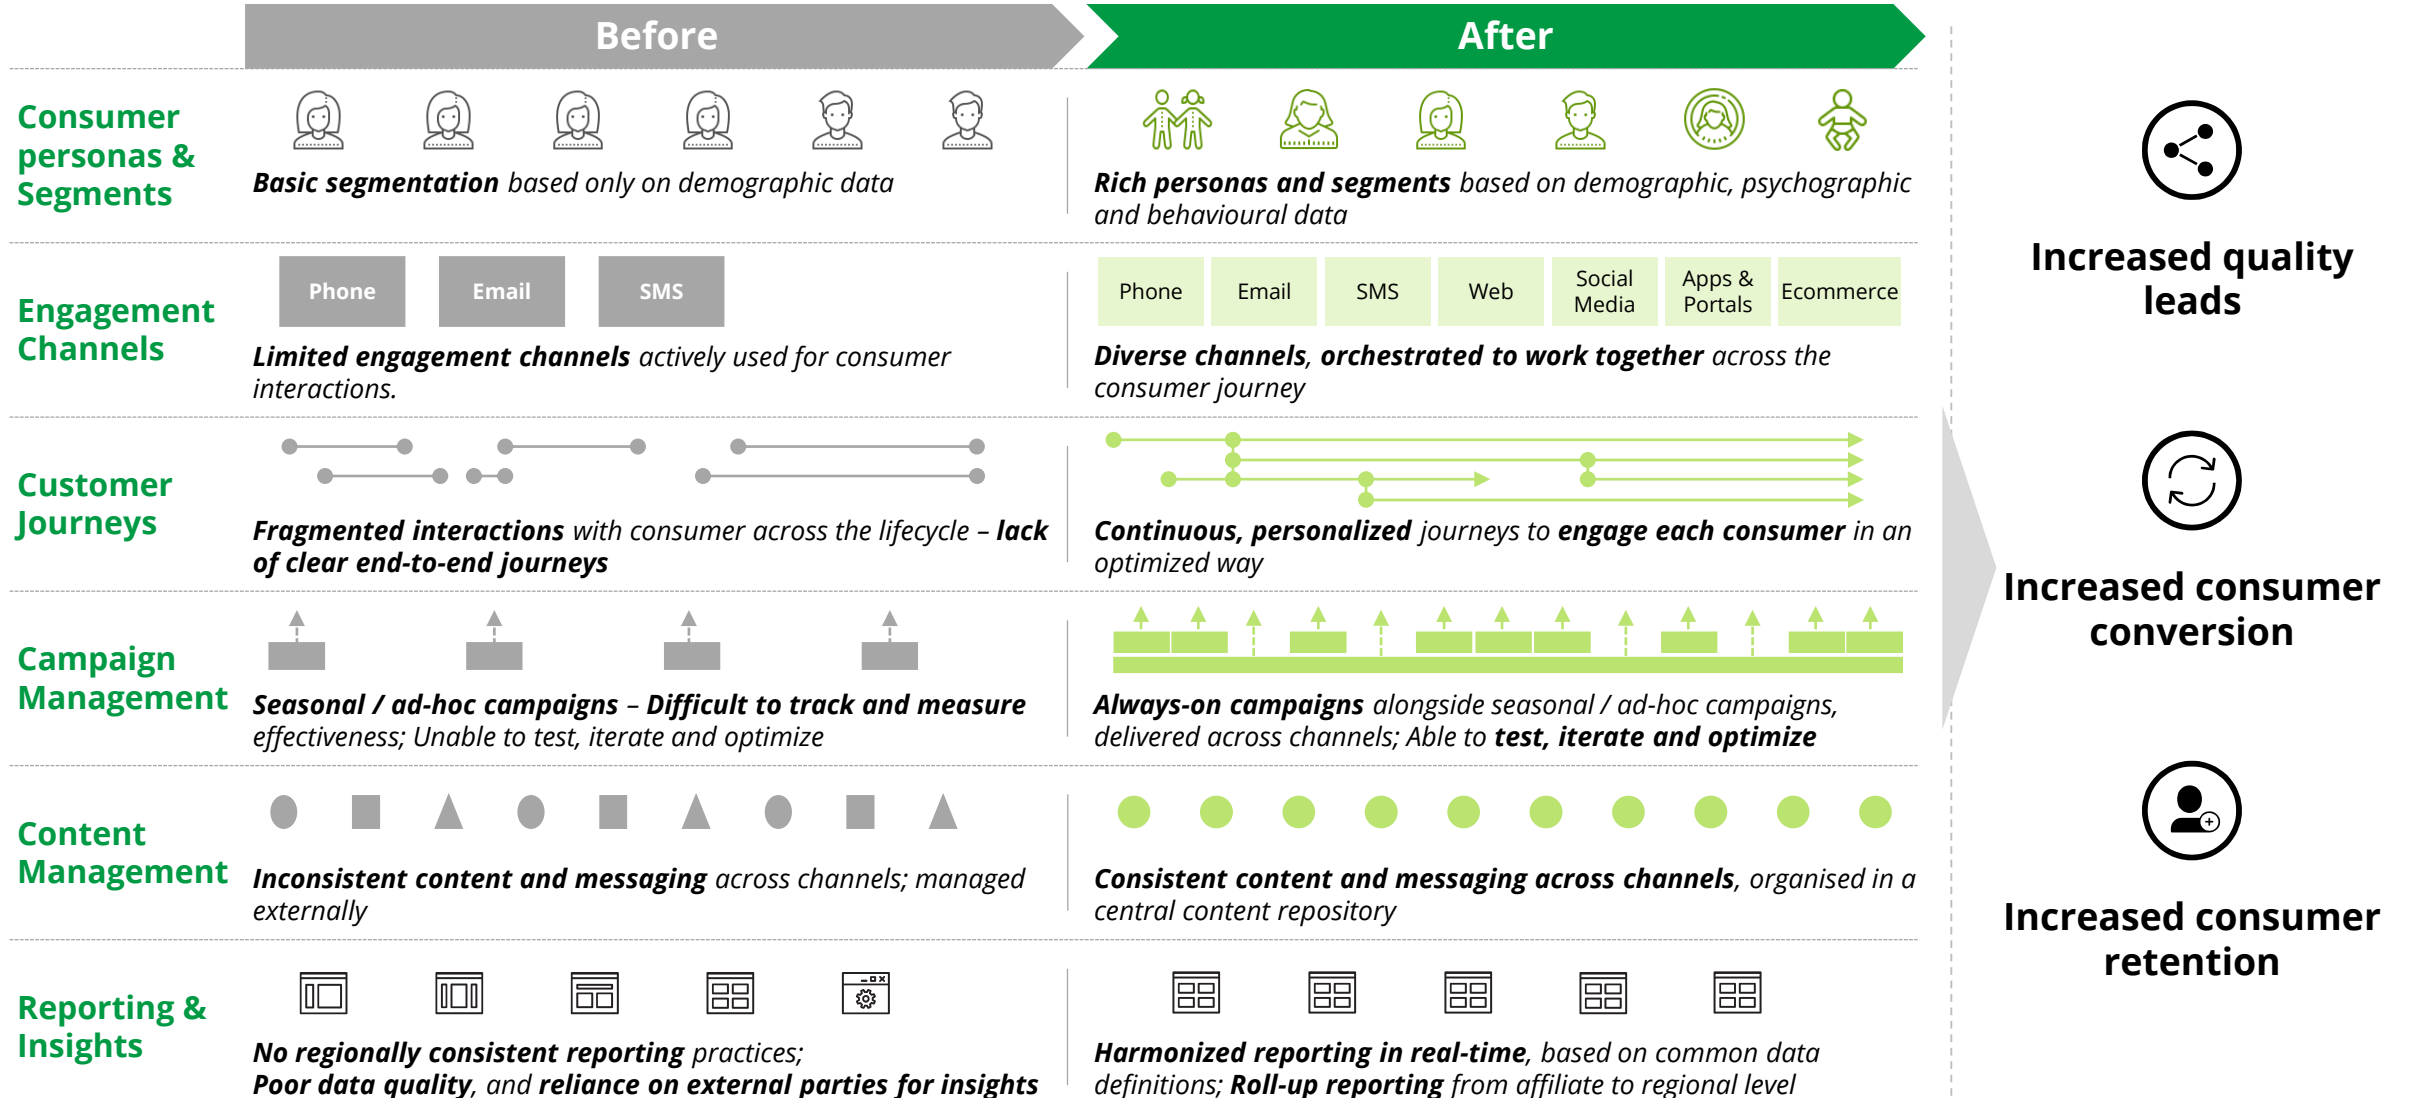 Before
After
Consumer
personas &
Segments
Basic segmentation based only on demographic data
Rich personas and segments based on demographic, psychographic
and behavioural data
Engagement
Channels
Phone
Email
SMS
Limited engagement channels actively used for consumer
interactions.
Phone
Email
SMS
Web
Social
Media
Apps &
Portals
Ecommerce
Diverse channels, orchestrated to work together across the
consumer journey
Customer
Journeys
Fragmented interactions with consumer across the lifecycle – lack
of clear end-to-end journeys
Continuous, personalized journeys to engage each consumer in an
optimized way
Campaign
Management
Seasonal / ad-hoc campaigns – Difficult to track and measure
effectiveness; Unable to test, iterate and optimize
Always-on campaigns alongside seasonal / ad-hoc campaigns,
delivered across channels; Able to test, iterate and optimize
Content
Management
Inconsistent content and messaging across channels; managed
externally
Consistent content and messaging across channels, organised in a
central content repository
Reporting &
Insights
No regionally consistent reporting practices;
Poor data quality, and reliance on external parties for insights
Harmonized reporting in real-time, based on common data
definitions; Roll-up reporting from affiliate to regional level
Increased quality
leads
Increased consumer
conversion
Increased consumer
retention